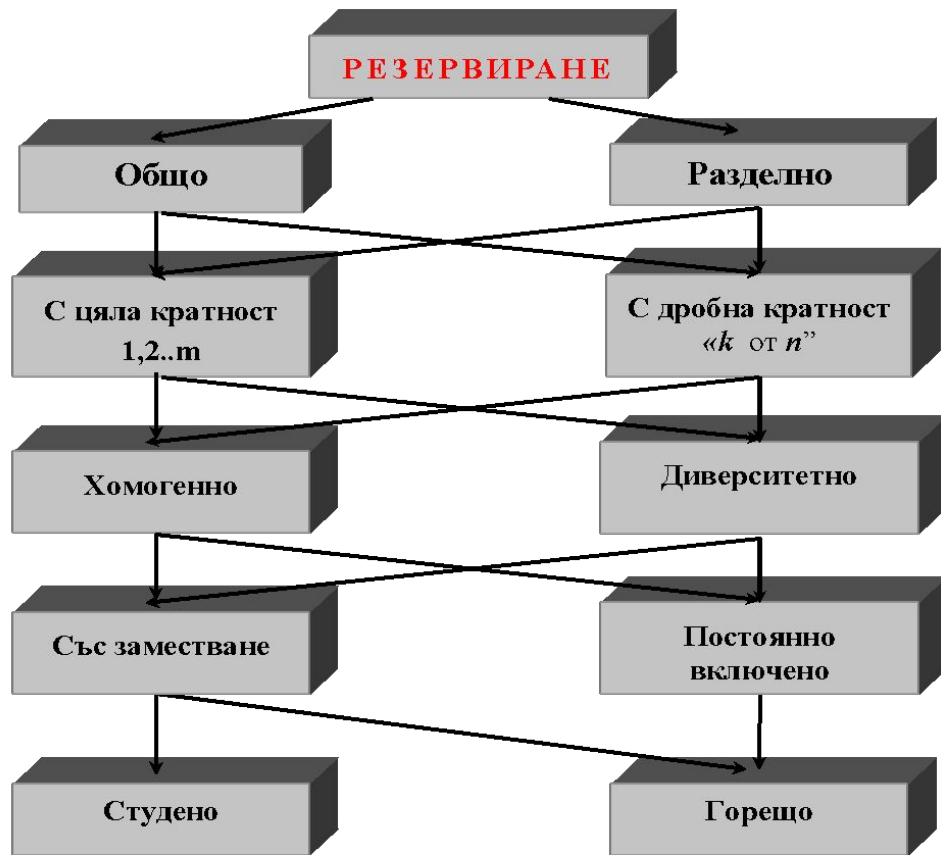 РЕЗЕРВИРАНЕ
Общо
Разделно
С цяла кратност
1,2..m
С дробна кратност
«k от n”
Хомогенно
Диверситетно
Със заместване
Постоянно
включено
Студено
Горещо